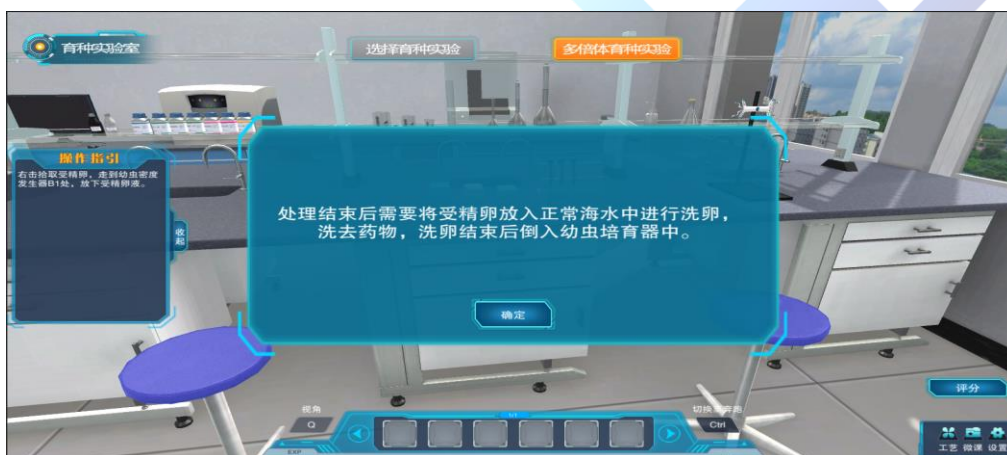 育种实验室
选择育种实验
多倍体育种实验
操作指引
右击拾取受精卵，走到幼虫密度
发生器B1处，放下受精卵液。
收起
处理结束后需要将受精卵放入正常海水中进行洗卵，
洗去药物，洗卵结束后倒入幼虫培育器中。
确定
评分
视角
Q
1/1
Ctrl
EXP
工艺 微课 设置